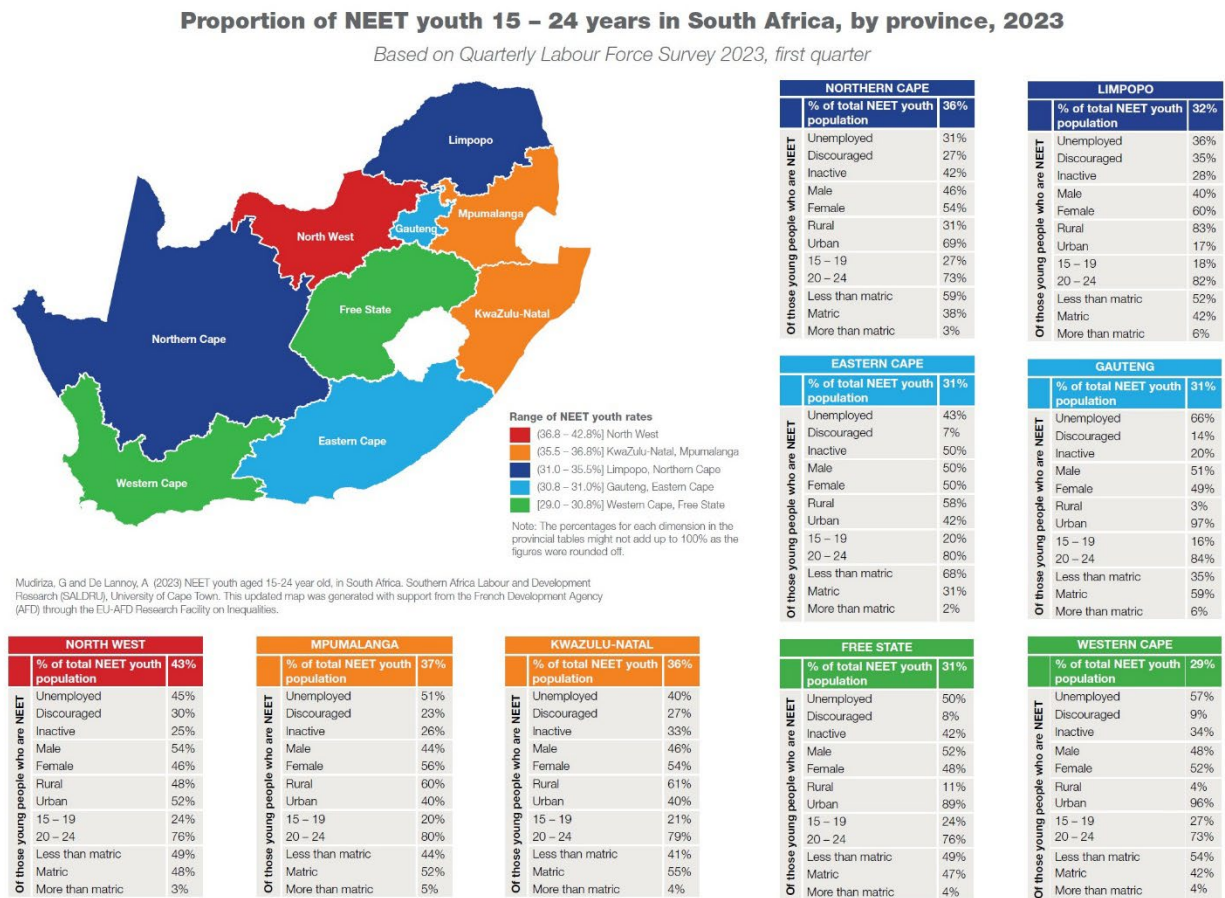 Proportion of NEET youth 15 – 24 years in South Africa, by province, 2023
Based on Quarterly Labour Force Survey 2023, first quarter
Limpopo
Mpumalanga
Gauteng
North West
Free State
KwaZulu-Natal
Northern Cape
Eastern Cape
Western Cape
Range of NEET youth rates
(36.8 – 42.8%] North West
(35.5 – 36.8%] KwaZulu-Natal, Mpumalanga
(31.0 – 35.5%] Limpopo, Northern Cape
(30.8 – 31.0%] Gauteng, Eastern Cape
[29.0 – 30.8%] Western Cape, Free State
Note: The percentages for each dimension in the
provincial tables might not add up to 100% as the
figures were rounded off.
Mudiriza, G and De Lannoy, A (2023) NEET youth aged 15-24 year old, in South Africa. Southern Africa Labour and Development
Research (SALDRU), University of Cape Town. This updated map was generated with support from the French Development Agency
(AFD) through the EU-AFD Research Facility on Inequalities.
NORTHERN CAPE
% of total NEET youth 36%
population
Of those young people who are NEET
Unemployed 31%
Discouraged 27%
Inactive 42%
Male 46%
Female 54%
Rural 31%
Urban 69%
15 – 19 27%
20 – 24 73%
Less than matric 59%
Matric 38%
More than matric 3%
LIMPOPO
% of total NEET youth 32%
population
Of those young people who are NEET
Unemployed 36%
Discouraged 35%
Inactive 28%
Male 40%
Female 60%
Rural 83%
Urban 17%
15 – 19 18%
20 – 24 82%
Less than matric 52%
Matric 42%
More than matric 6%
EASTERN CAPE
% of total NEET youth 31%
population
Of those young people who are NEET
Unemployed 43%
Discouraged 7%
Inactive 50%
Male 50%
Female 50%
Rural 58%
Urban 42%
15 – 19 20%
20 – 24 80%
Less than matric 68%
Matric 31%
More than matric 2%
GAUTENG
% of total NEET youth 31%
population
Of those young people who are NEET
Unemployed 66%
Discouraged 14%
Inactive 20%
Male 51%
Female 49%
Rural 3%
Urban 97%
15 – 19 16%
20 – 24 84%
Less than matric 35%
Matric 59%
More than matric 6%
NORTH WEST
% of total NEET youth 43%
population
Of those young people who are NEET
Unemployed 45%
Discouraged 30%
Inactive 25%
Male 54%
Female 46%
Rural 48%
Urban 52%
15 – 19 24%
20 – 24 76%
Less than matric 49%
Matric 48%
More than matric 3%
MPUMALANGA
% of total NEET youth 37%
population
Of those young people who are NEET
Unemployed 51%
Discouraged 23%
Inactive 26%
Male 44%
Female 56%
Rural 60%
Urban 40%
15 – 19 20%
20 – 24 80%
Less than matric 44%
Matric 52%
More than matric 5%
KWAZULU-NATAL
% of total NEET youth 36%
population
Of those young people who are NEET
Unemployed 40%
Discouraged 27%
Inactive 33%
Male 46%
Female 54%
Rural 61%
Urban 40%
15 – 19 21%
20 – 24 79%
Less than matric 41%
Matric 55%
More than matric 4%
FREE STATE
% of total NEET youth 31%
population
Of those young people who are NEET
Unemployed 50%
Discouraged 8%
Inactive 42%
Male 52%
Female 48%
Rural 11%
Urban 89%
15 – 19 24%
20 – 24 76%
Less than matric 49%
Matric 47%
More than matric 4%
WESTERN CAPE
% of total NEET youth 29%
population
Of those young people who are NEET
Unemployed 57%
Discouraged 9%
Inactive 34%
Male 48%
Female 52%
Rural 4%
Urban 96%
15 – 19 27%
20 – 24 73%
Less than matric 54%
Matric 42%
More than matric 4%